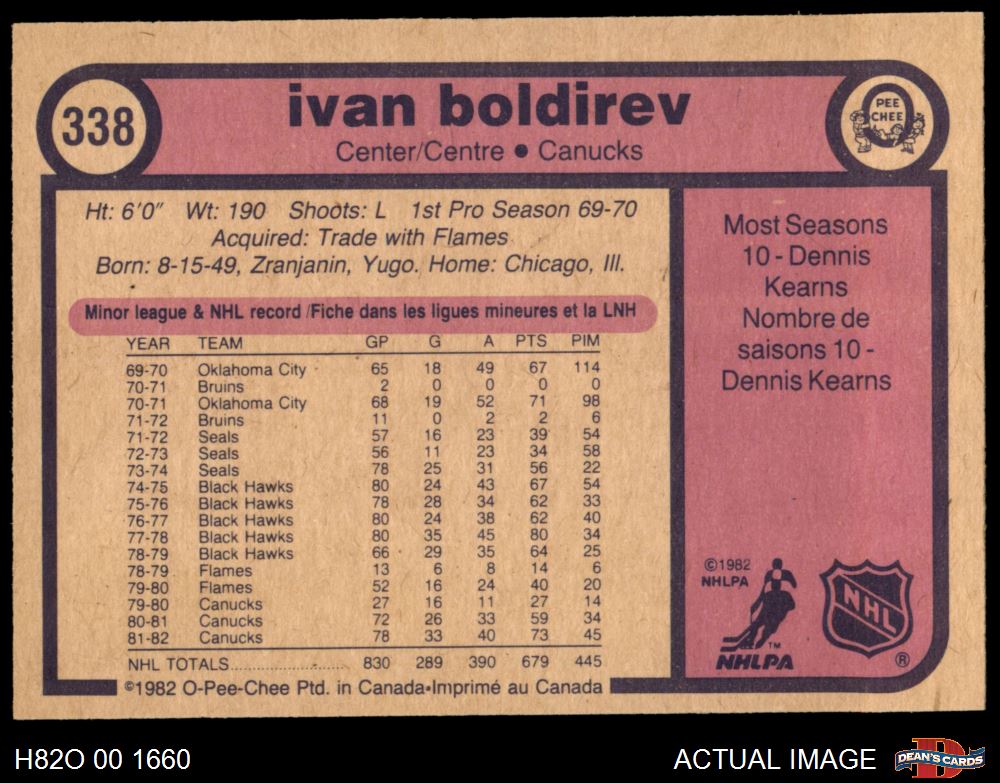 338
ivan boldirev
Center/Centre • Canucks
PEE
CHEE
Ht: 6'0" Wt: 190 Shoots: L 1st Pro Season 69-70
Acquired: Trade with Flames
Born: 8-15-49, Zranjanin, Yugo. Home: Chicago, Ill.
Minor league & NHL record/Fiche dans les ligues mineures et la LNH
YEAR TEAM GP G A PTS PIM
69-70 Oklahoma City 65 18 49 67 114
70-71 Bruins 2 0 0 0 0
70-71 Oklahoma City 68 19 52 71 98
71-72 Bruins 11 0 2 2 6
71-72 Seals 57 16 23 39 54
72-73 Seals 56 11 23 34 58
73-74 Seals 78 25 31 56 22
74-75 Black Hawks 80 24 43 67 54
75-76 Black Hawks 78 28 34 62 33
76-77 Black Hawks 80 24 38 62 40
77-78 Black Hawks 80 35 45 80 34
78-79 Black Hawks 66 29 35 64 25
78-79 Flames 13 6 8 14 6
79-80 Flames 52 16 24 40 20
79-80 Canucks 27 16 11 27 14
80-81 Canucks 72 26 33 59 34
81-82 Canucks 78 33 40 73 45
NHL TOTALS.................... 830 289 390 679 445
©1982 O-Pee-Chee Ptd. in Canada•Imprimé au Canada
Most Seasons
10 - Dennis
Kearns
Nombre de
saisons 10 -
Dennis Kearns
©1982
NHLPA
TM
NHLPA
NHL
®
H82O 00 1660
ACTUAL IMAGE
D
DEAN'S CARDS